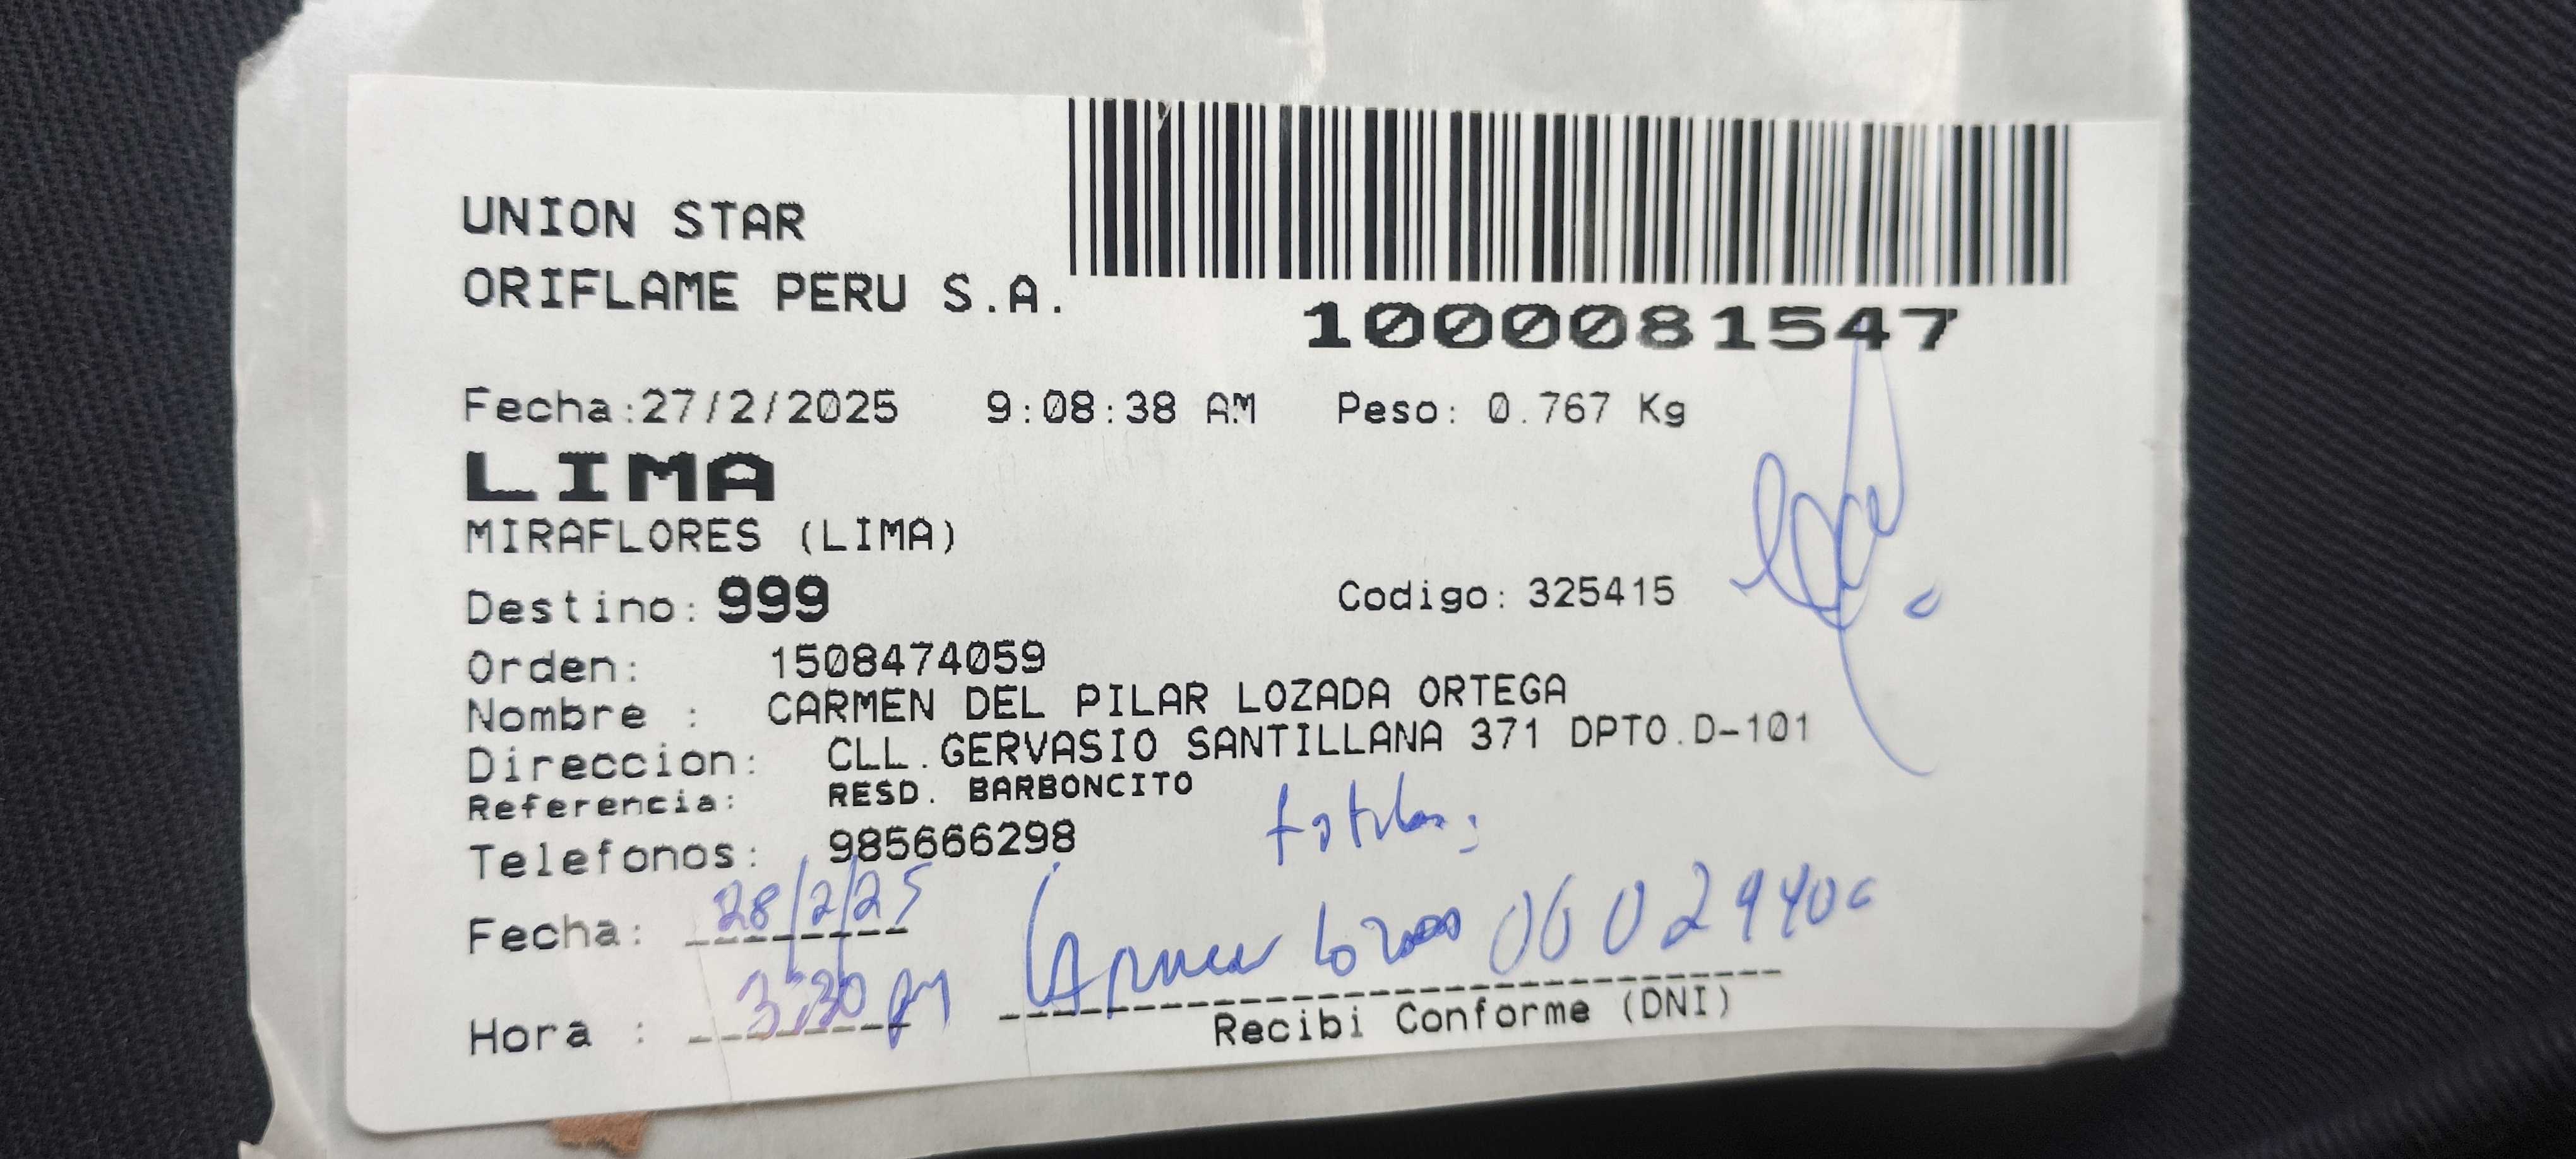 UNION STAR
ORIFLAME PERU S.A.
1000081547
Fecha:27/2/2025 9:08:38 AM Peso: 0.767 Kg
LIMA
MIRAFLORES (LIMA)
Destino: 999 Codigo: 325415
Orden: 1508474059
Nombre : CARMEN DEL PILAR LOZADA ORTEGA
Direccion: CLL.GERVASIO SANTILLANA 371 DPTO.D-101
Referencia: RESD. BARBONCITO
Telefonos: 985666298
Fecha: 28/2/25
Hora : 3:30 pm
Recibi Conforme (DNI)